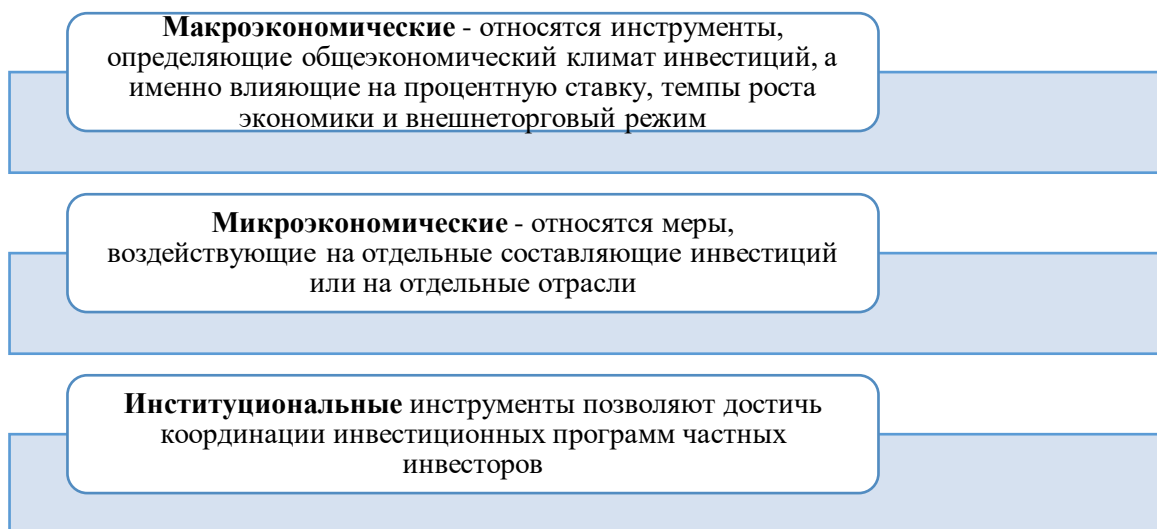 Макроэкономические - относятся инструменты,
определяющие общеэкономический климат инвестиций, а
именно влияющие на процентную ставку, темпы роста
экономики и внешнеторговый режим
Микроэкономические - относятся меры,
воздействующие на отдельные составляющие инвестиций
или на отдельные отрасли
Институциональные инструменты позволяют достичь
координации инвестиционных программ частных
инвесторов